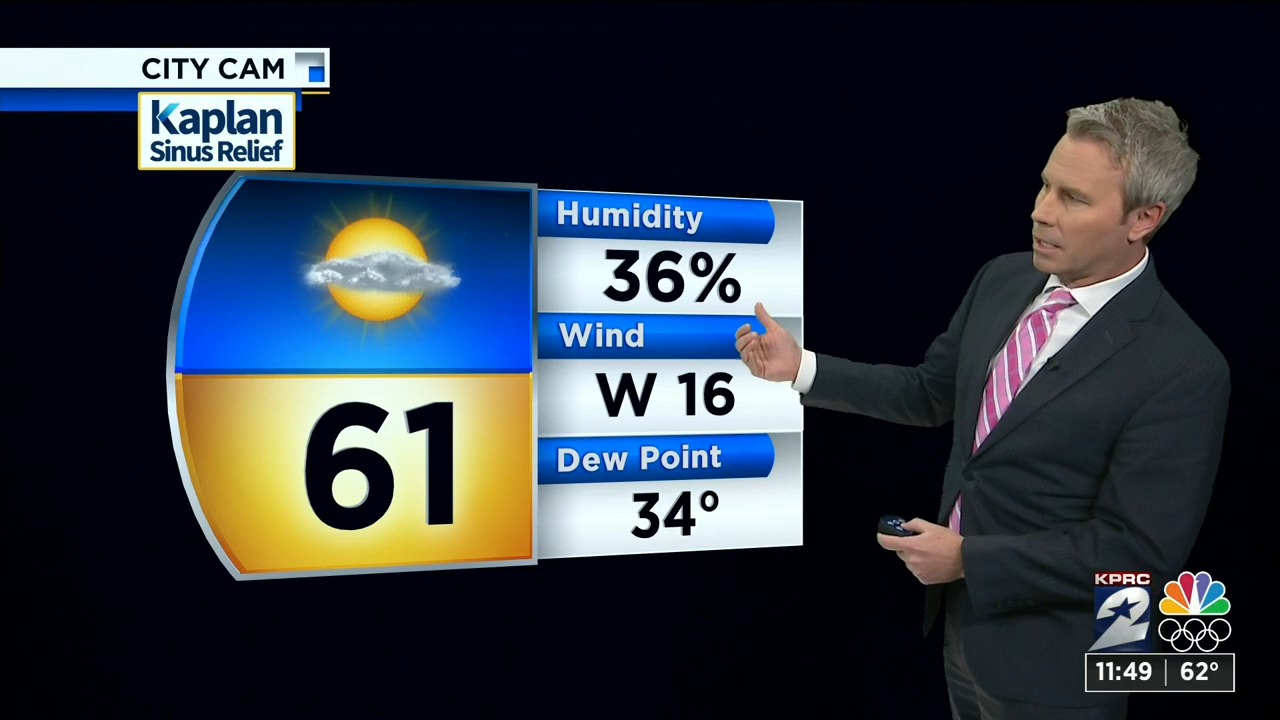 CITY CAM
Kaplan
Sinus Relief
Humidity
36%
Wind
W 16
61
Dew Point
34°
KPRC
2
11:49 | 62°